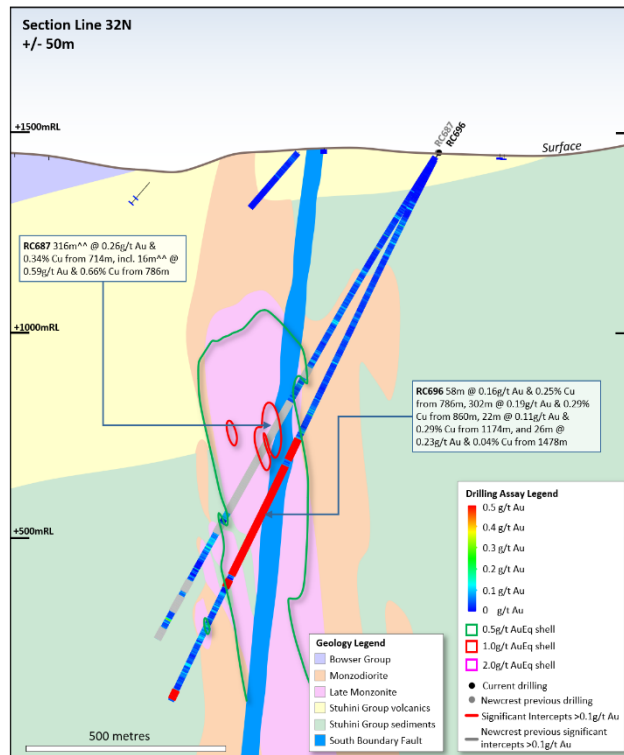 Section Line 32N
+/- 50m
RC687
RC696
+1500mRL
Surface
RC687 316m^^ @ 0.26g/t Au &
0.34% Cu from 714m, incl. 16m^^ @
0.59g/t Au & 0.66% Cu from 786m
+1000mRL
RC696 58m @ 0.16g/t Au & 0.25% Cu
from 786m, 302m @ 0.19g/t Au & 0.29%
Cu from 860m, 22m @ 0.11g/t Au &
0.29% Cu from 1174m, and 26m @
0.23g/t Au & 0.04% Cu from 1478m
+500mRL
Drilling Assay Legend
0.5 g/t Au
0.4 g/t Au
0.3 g/t Au
0.2 g/t Au
0.1 g/t Au
0 g/t Au
0.5g/t AuEq shell
1.0g/t AuEq shell
2.0g/t AuEq shell
Current drilling
Newcrest previous drilling
Significant Intercepts >0.1g/t Au
Newcrest previous significant
intercepts >0.1g/t Au
Geology Legend
Bowser Group
Monzodiorite
Late Monzonite
Stuhini Group volcanics
Stuhini Group sediments
South Boundary Fault
500 metres